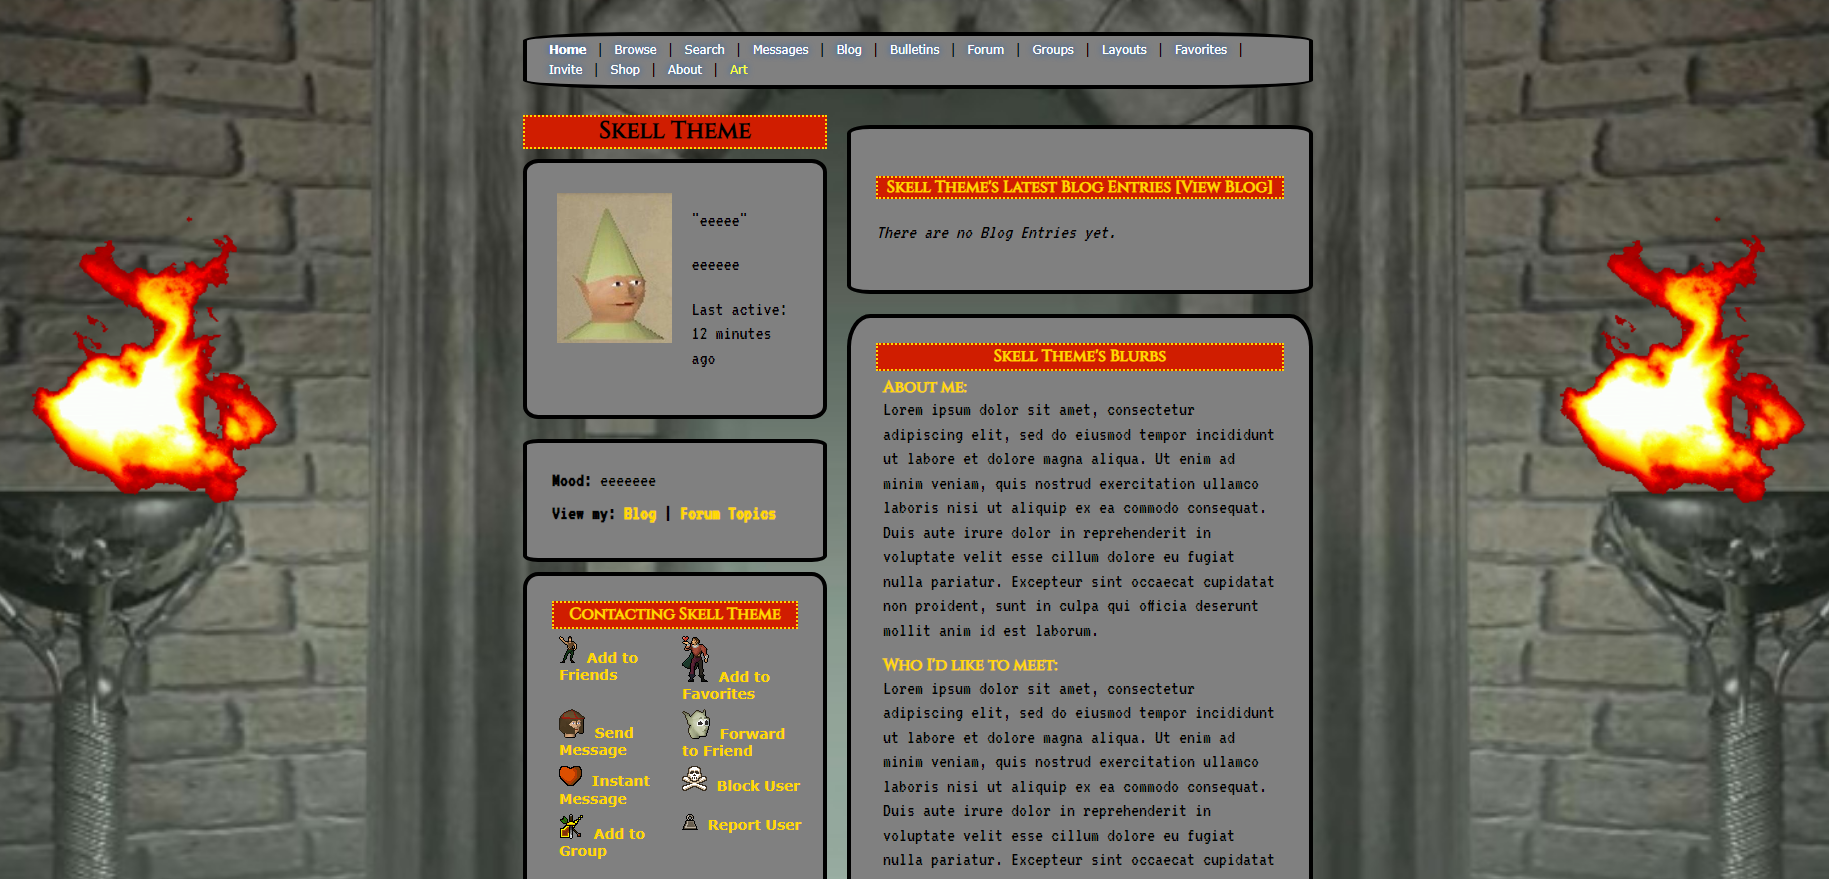 Home | Browse | Search | Messages | Blog | Bulletins | Forum | Groups | Layouts | Favorites |
Invite | Shop | About | Art
Skell Theme
"eeeee"
eeeeee
Last active:
12 minutes
ago
Mood: eeeeeee
View my: Blog | Forum Topics
Contacting Skell Theme
Add to
Friends
Add to
Favorites
Send
Message
Forward
to Friend
Instant
Message
Block User
Add to
Group
Report User
Skell Theme's Latest Blog Entries [View Blog]
There are no Blog Entries yet.
Skell Theme's Blurbs
About me:
Lorem ipsum dolor sit amet, consectetur
adipiscing elit, sed do eiusmod tempor incididunt
ut labore et dolore magna aliqua. Ut enim ad
minim veniam, quis nostrud exercitation ullamco
laboris nisi ut aliquip ex ea commodo consequat.
Duis aute irure dolor in reprehenderit in
voluptate velit esse cillum dolore eu fugiat
nulla pariatur. Excepteur sint occaecat cupidatat
non proident, sunt in culpa qui officia deserunt
mollit anim id est laborum.
Who I'd like to meet:
Lorem ipsum dolor sit amet, consectetur
adipiscing elit, sed do eiusmod tempor incididunt
ut labore et dolore magna aliqua. Ut enim ad
minim veniam, quis nostrud exercitation ullamco
laboris nisi ut aliquip ex ea commodo consequat.
Duis aute irure dolor in reprehenderit in
voluptate velit esse cillum dolore eu fugiat
nulla pariatur. Excepteur sint occaecat cupidatat